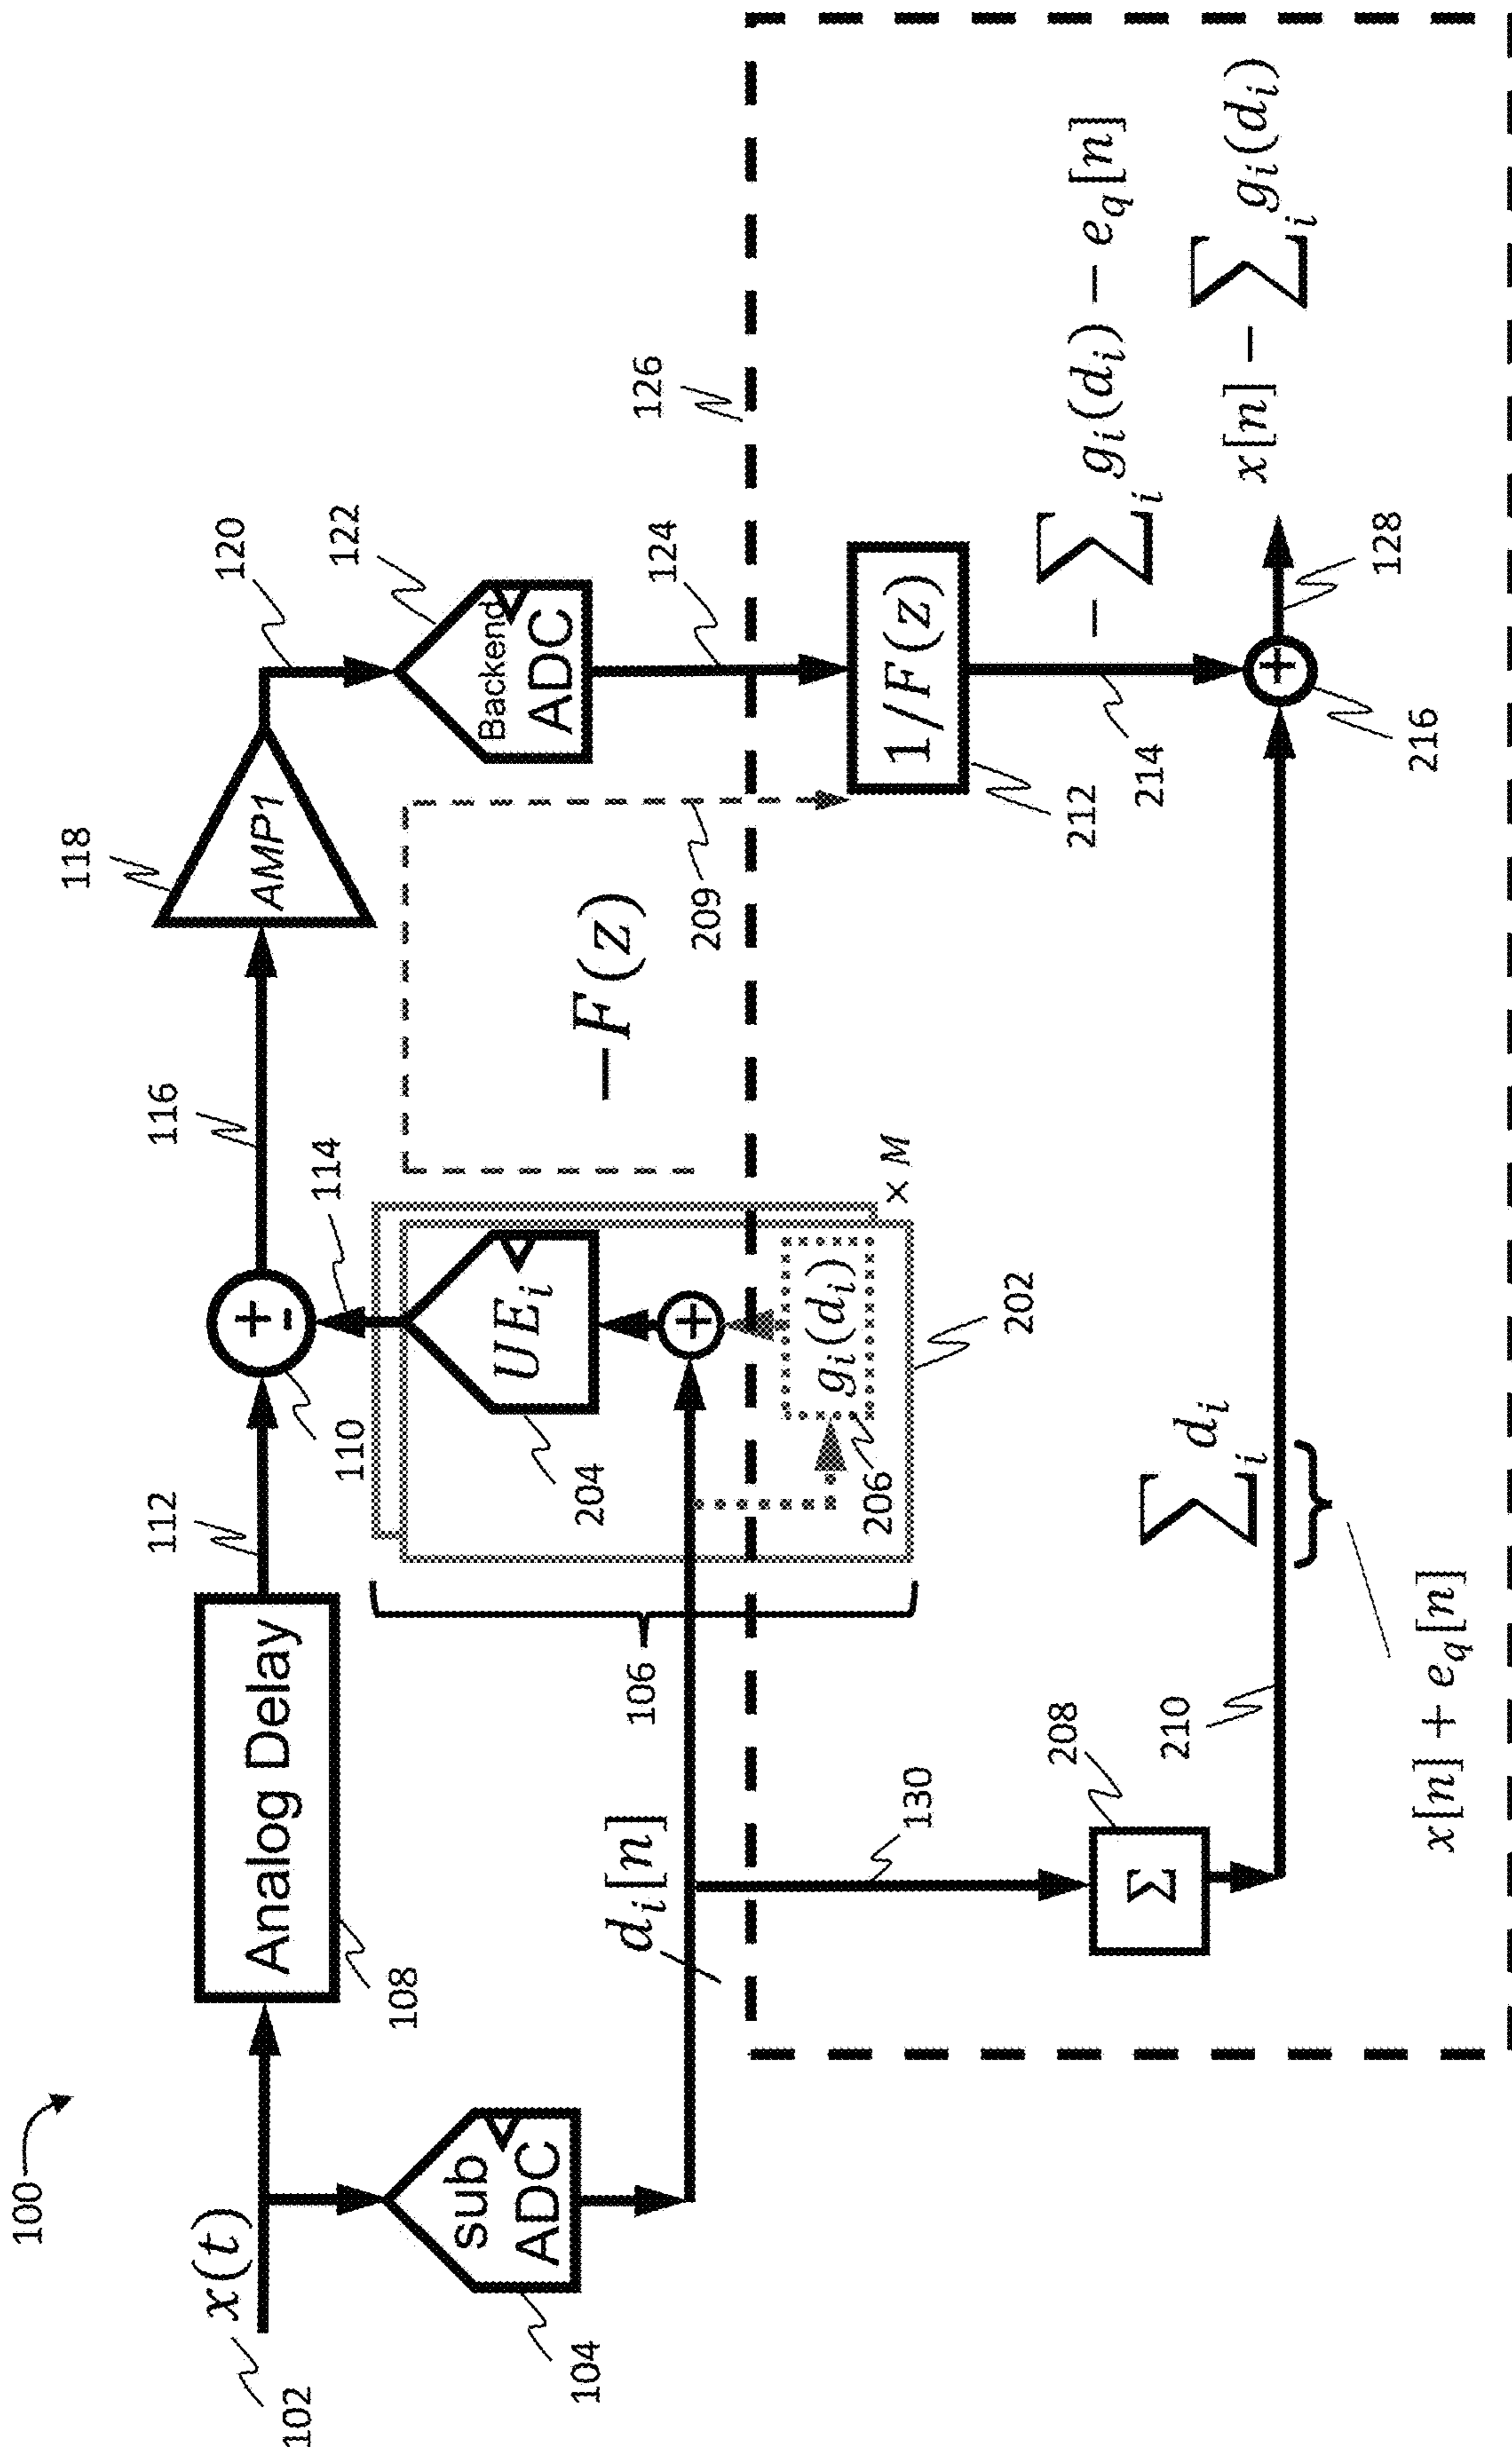 100
x(t)
102
sub
ADC
104
Analog Delay
108
112
110
+
-
114
116
AMP1
118
120
Backend
ADC
122
124
126
d_i[n]
106
UE_i
204
+
g_i(d_i)
206
202
× M
−F(z)
209
1/F(z)
212
214
− ∑_i g_i(d_i) − e_q[n]
130
208
Σ
210
∑_i d_i
x[n] + e_q[n]
+
216
128
x[n] − ∑_i g_i(d_i)